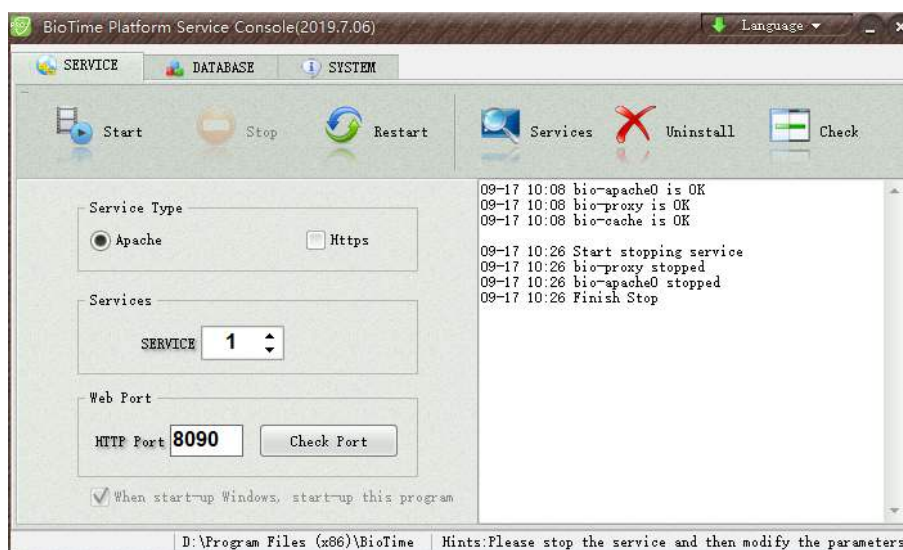 BioTime Platform Service Console(2019.7.06)
Language
SERVICE
DATABASE
SYSTEM
Start
Stop
Restart
Services
Uninstall
Check
Service Type
Apache
Https
Services
SERVICE 1
Web Port
HTTP Port 8090
Check Port
When start-up Windows, start-up this program
09-17 10:08 bio-apache0 is OK
09-17 10:08 bio-proxy is OK
09-17 10:08 bio-cache is OK
09-17 10:26 Start stopping service
09-17 10:26 bio-proxy stopped
09-17 10:26 bio-apache0 stopped
09-17 10:26 Finish Stop
D:\Program Files (x86)\BioTime
Hints:Please stop the service and then modify the parameters